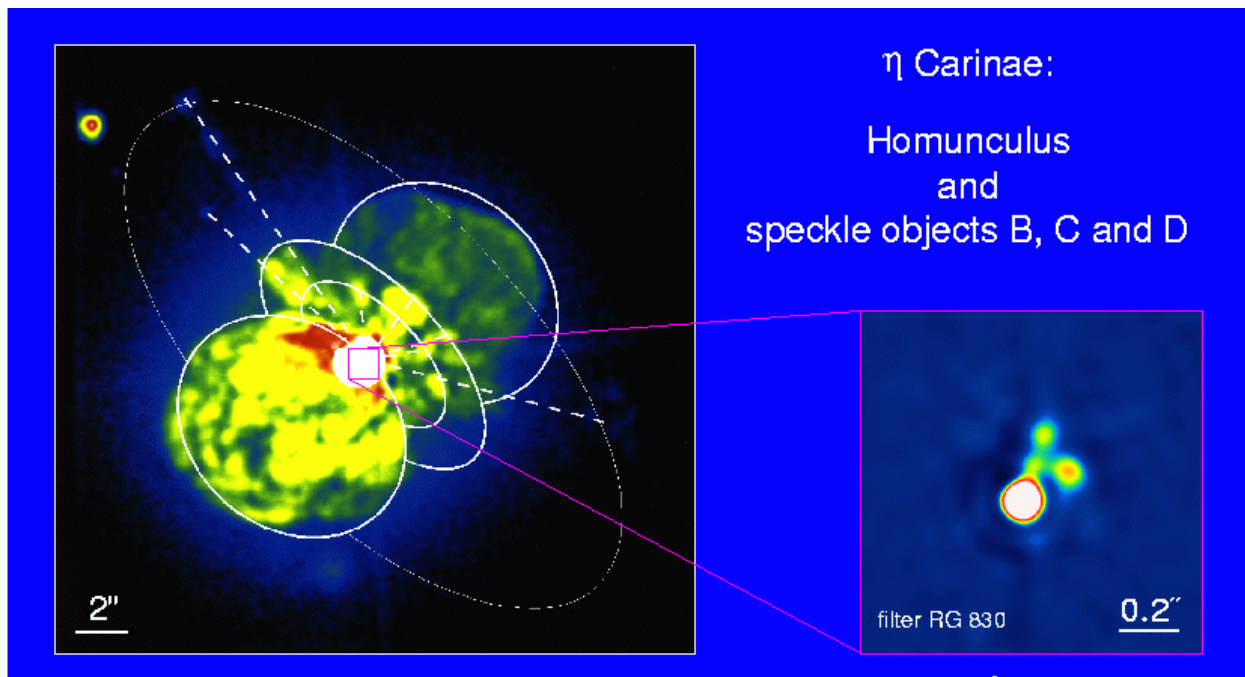 η Carinae:
Homunculus
and
speckle objects B, C and D
2"
filter RG 830
0.2"